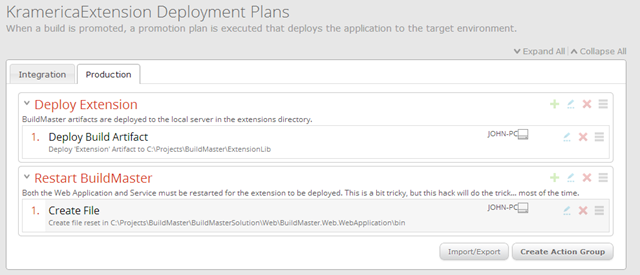 KramericaExtension Deployment Plans
When a build is promoted, a promotion plan is executed that deploys the application to the target environment.
Expand All Collapse All
Integration Production
Deploy Extension
BuildMaster artifacts are deployed to the local server in the extensions directory.
1. Deploy Build Artifact JOHN-PC
Deploy 'Extension' Artifact to C:\Projects\BuildMaster\ExtensionLib
Restart BuildMaster
Both the Web Application and Service must be restarted for the extension to be deployed. This is a bit tricky, but this hack will do the trick... most of the time.
1. Create File JOHN-PC
Create file reset in C:\Projects\BuildMaster\BuildMasterSolution\Web\BuildMaster.Web.WebApplication\bin
Import/Export Create Action Group